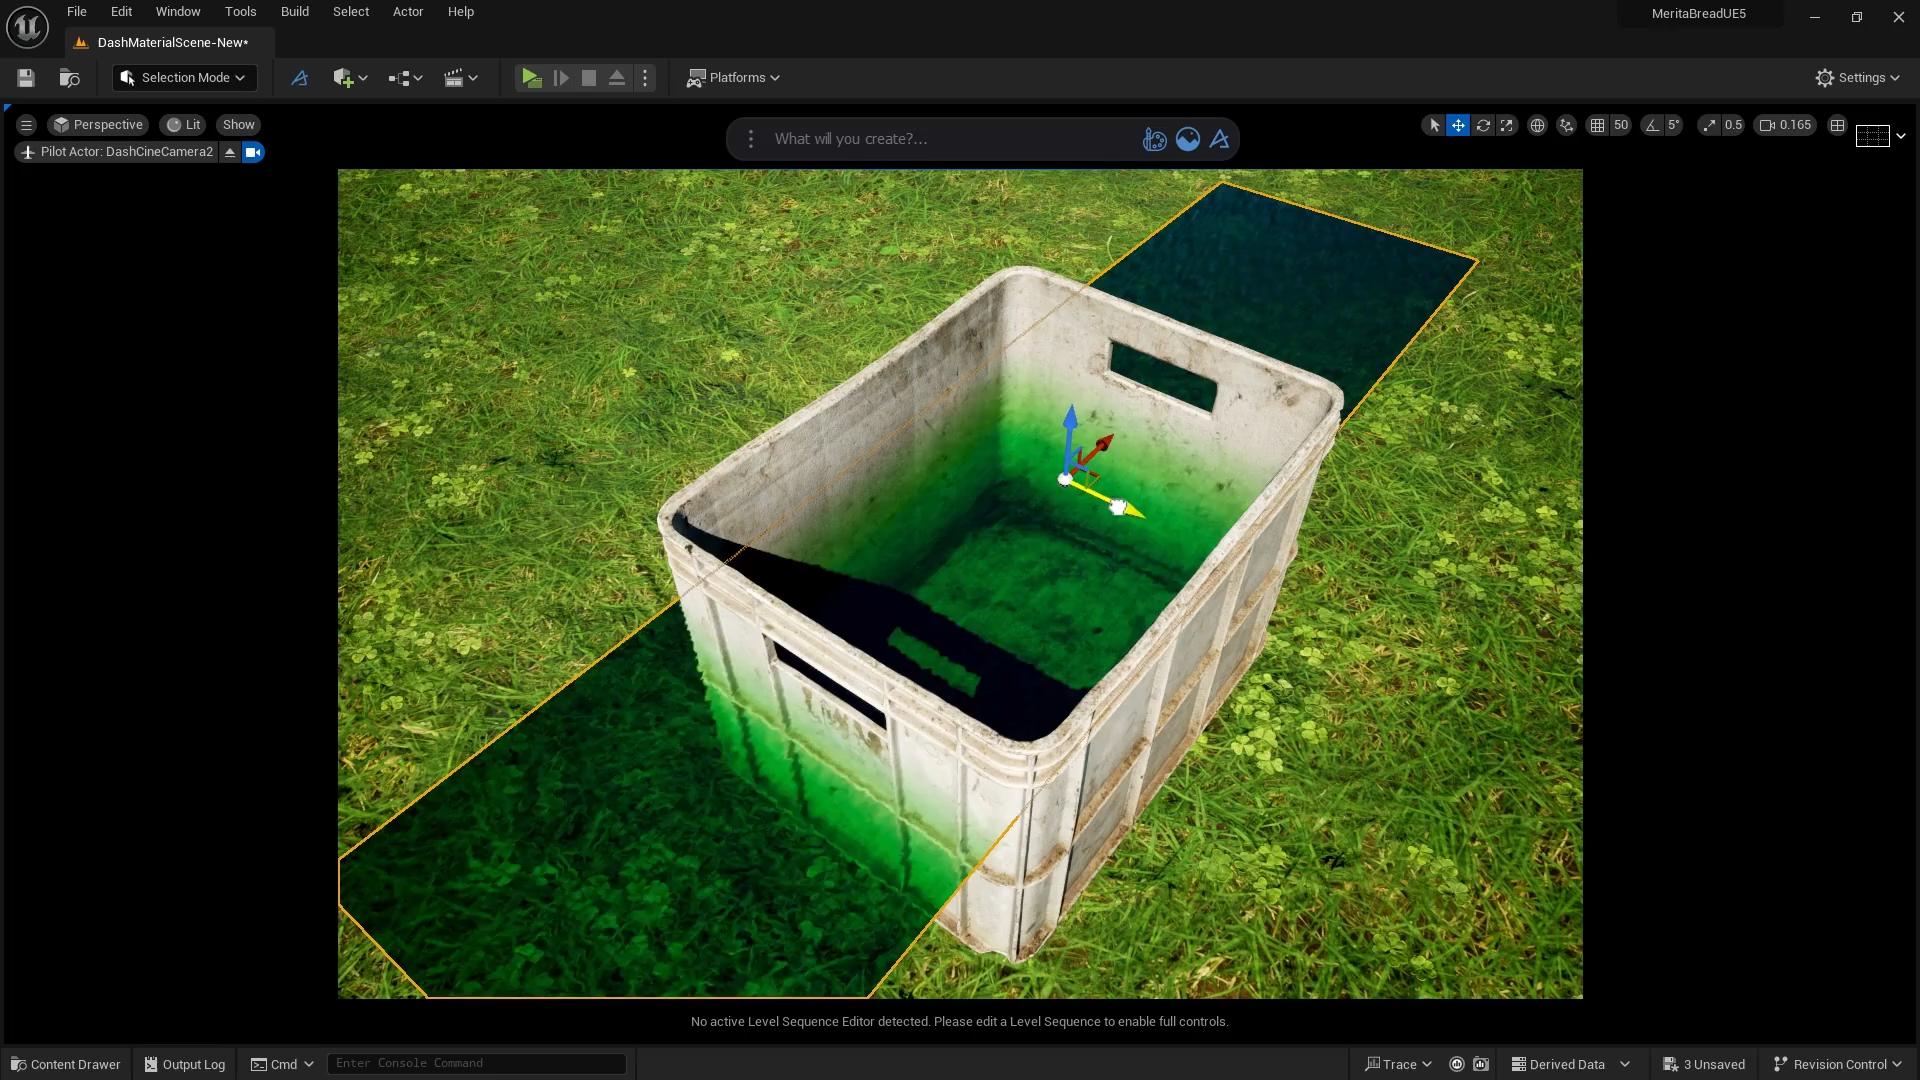 File Edit Window Tools Build Select Actor Help
MeritaBreadUE5
DashMaterialScene-New*
Selection Mode
Platforms
Settings
Perspective Lit Show
What will you create?...
50 5° 0.5 0.165
Pilot Actor: DashCineCamera2
No active Level Sequence Editor detected. Please edit a Level Sequence to enable full controls.
Content Drawer Output Log Cmd Enter Console Command Trace Derived Data 3 Unsaved Revision Control